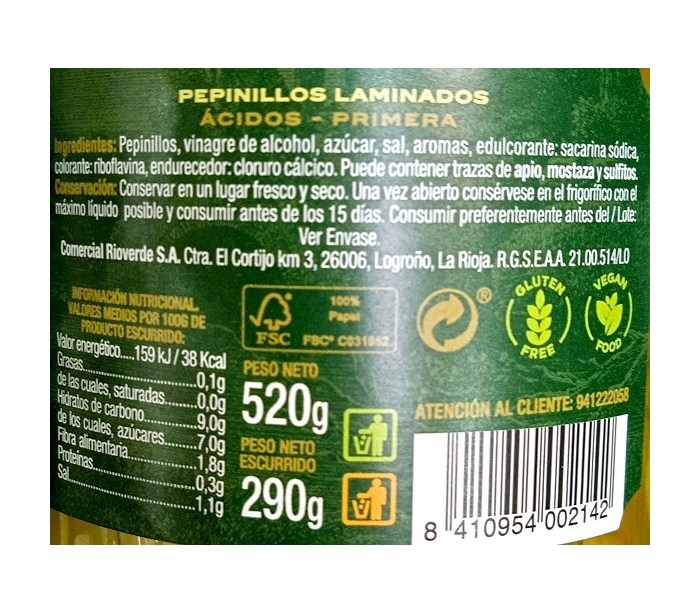 PEPINILLOS LAMINADOS
ÁCIDOS - PRIMERA
Ingredientes: Pepinillos, vinagre de alcohol, azúcar, sal, aromas, edulcorante: sacarina sódica,
colorante: riboflavina, endurecedor: cloruro cálcico. Puede contener trazas de apio, mostaza y sulfitos.
Conservación: Conservar en un lugar fresco y seco. Una vez abierto consérvese en el frigorífico con el
máximo líquido posible y consumir antes de los 15 días. Consumir preferentemente antes del / Lote:
Ver Envase.
Comercial Rioverde S.A. Ctra. El Cortijo km 3, 26006, Logroño, La Rioja. R.G.S.E.A.A. 21.00.514/LO
INFORMACIÓN NUTRICIONAL
VALORES MEDIOS POR 100G DE
PRODUCTO ESCURRIDO:
Valor energético....159 kJ / 38 Kcal
Grasas..........0,1g
de las cuales, saturadas........0,0g
Hidratos de carbono........9,0g
de los cuales, azúcares.......7,0g
Fibra alimentaria........1,8g
Proteínas..........0,3g
Sal..........1,1g
FSC
100%
Papel
FSC® C031852
PESO NETO
520g
PESO NETO
ESCURRIDO
290g
®
GLUTEN
FREE
VEGAN
FOOD
ATENCIÓN AL CLIENTE: 941222058
8 410954 002142